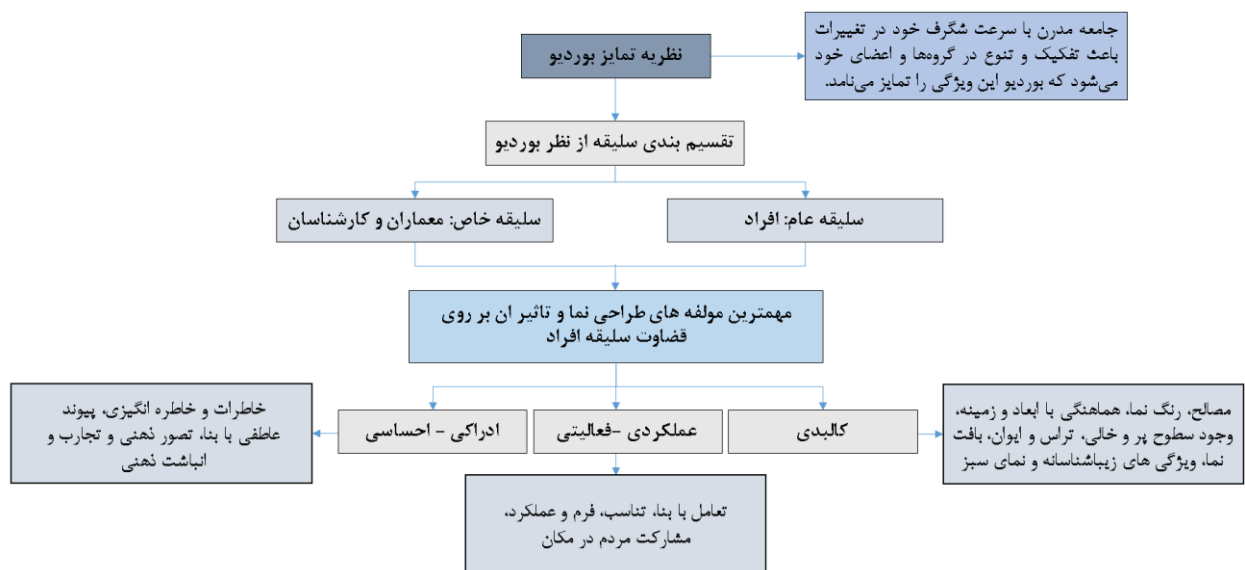 نظریه تمایز بوردیو
جامعه مدرن با سرعت شگرف خود در تغییرات
باعث تفکیک و تنوع در گروه‌ها و اعضای خود
می‌شود که بوردیو این ویژگی را تمایز می‌نامد.
تقسیم بندی سلیقه از نظر بوردیو
سلیقه عام: افراد
سلیقه خاص: معماران و کارشناسان
مهمترین مولفه های طراحی نما و تاثیر ان بر روی
قضاوت سلیقه افراد
کالبدی
عملکردی -فعالیتی
ادراکی - احساسی
مصالح، رنگ نما، هماهنگی با ابعاد و زمینه،
وجود سطوح پر و خالی، تراس و ایوان، بافت
نما، ویژگی های زیباشناسانه و نمای سبز
تعامل با بنا، تناسب، فرم و عملکرد،
مشارکت مردم در مکان
خاطرات و خاطره انگیزی، پیوند
عاطفی با بنا، تصور ذهنی و تجارب و
انباشت ذهنی